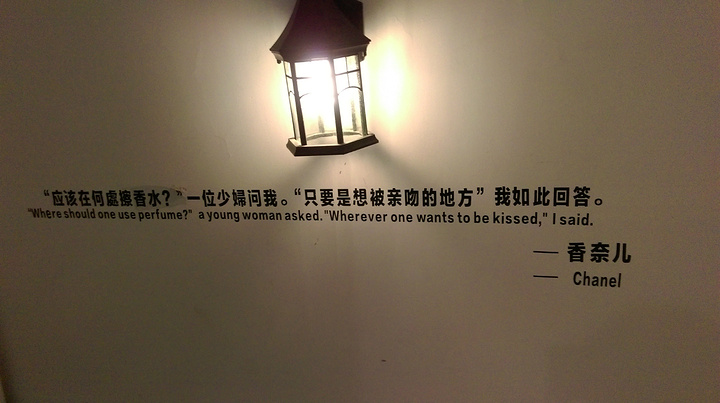 “应该在何處擦香水？”一位少婦问我。“只要是想被亲吻的地方”我如此回答。
"Where should one use perfume?" a young woman asked. "Wherever one wants to be kissed," I said.
— 香奈儿
— Chanel